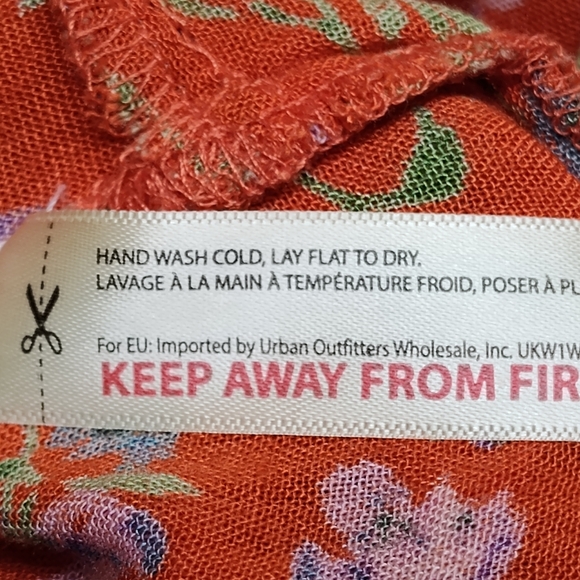 HAND WASH COLD, LAY FLAT TO DRY.
LAVAGE À LA MAIN À TEMPÉRATURE FROID, POSER À PL
For EU: Imported by Urban Outfitters Wholesale, Inc. UKW1W
KEEP AWAY FROM FIR